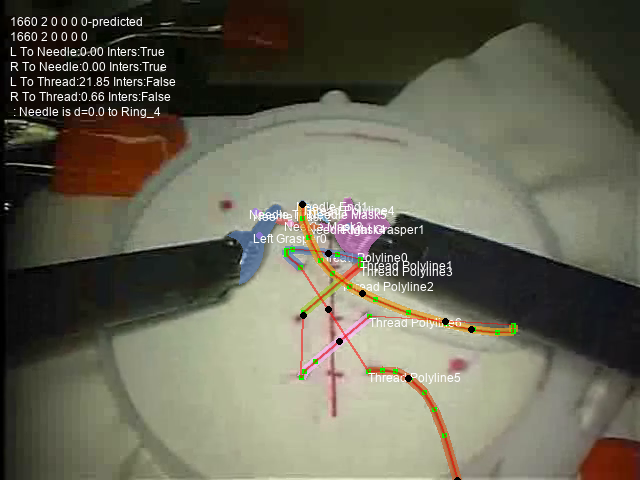 1660 2 0 0 0 0-predicted
1660 2 0 0 0 0
L To Needle:0.00 Inters:True
R To Needle:0.00 Inters:True
L To Thread:21.85 Inters:False
R To Thread:0.66 Inters:False
: Needle is d=0.0 to Ring_4
Needle End1
Left Grasper0
Right Grasper1
Thread Polyline0
Thread Polyline1
Thread Polyline3
Thread Polyline2
Thread Polyline6
Thread Polyline5